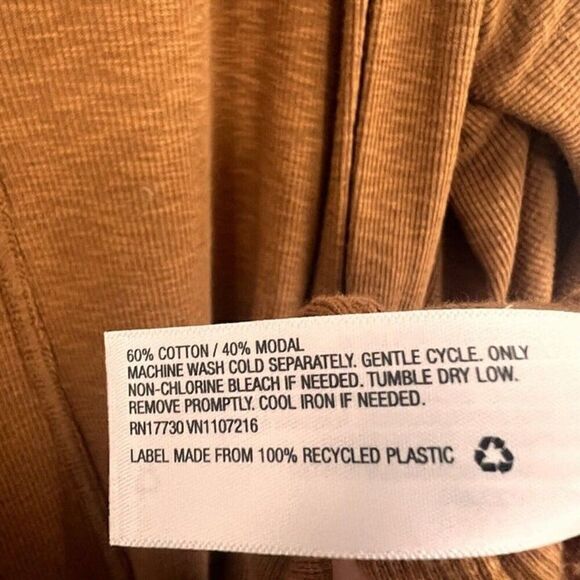 60% COTTON / 40% MODAL
MACHINE WASH COLD SEPARATELY. GENTLE CYCLE. ONLY
NON-CHLORINE BLEACH IF NEEDED. TUMBLE DRY LOW.
REMOVE PROMPTLY. COOL IRON IF NEEDED.
RN17730 VN1107216
LABEL MADE FROM 100% RECYCLED PLASTIC